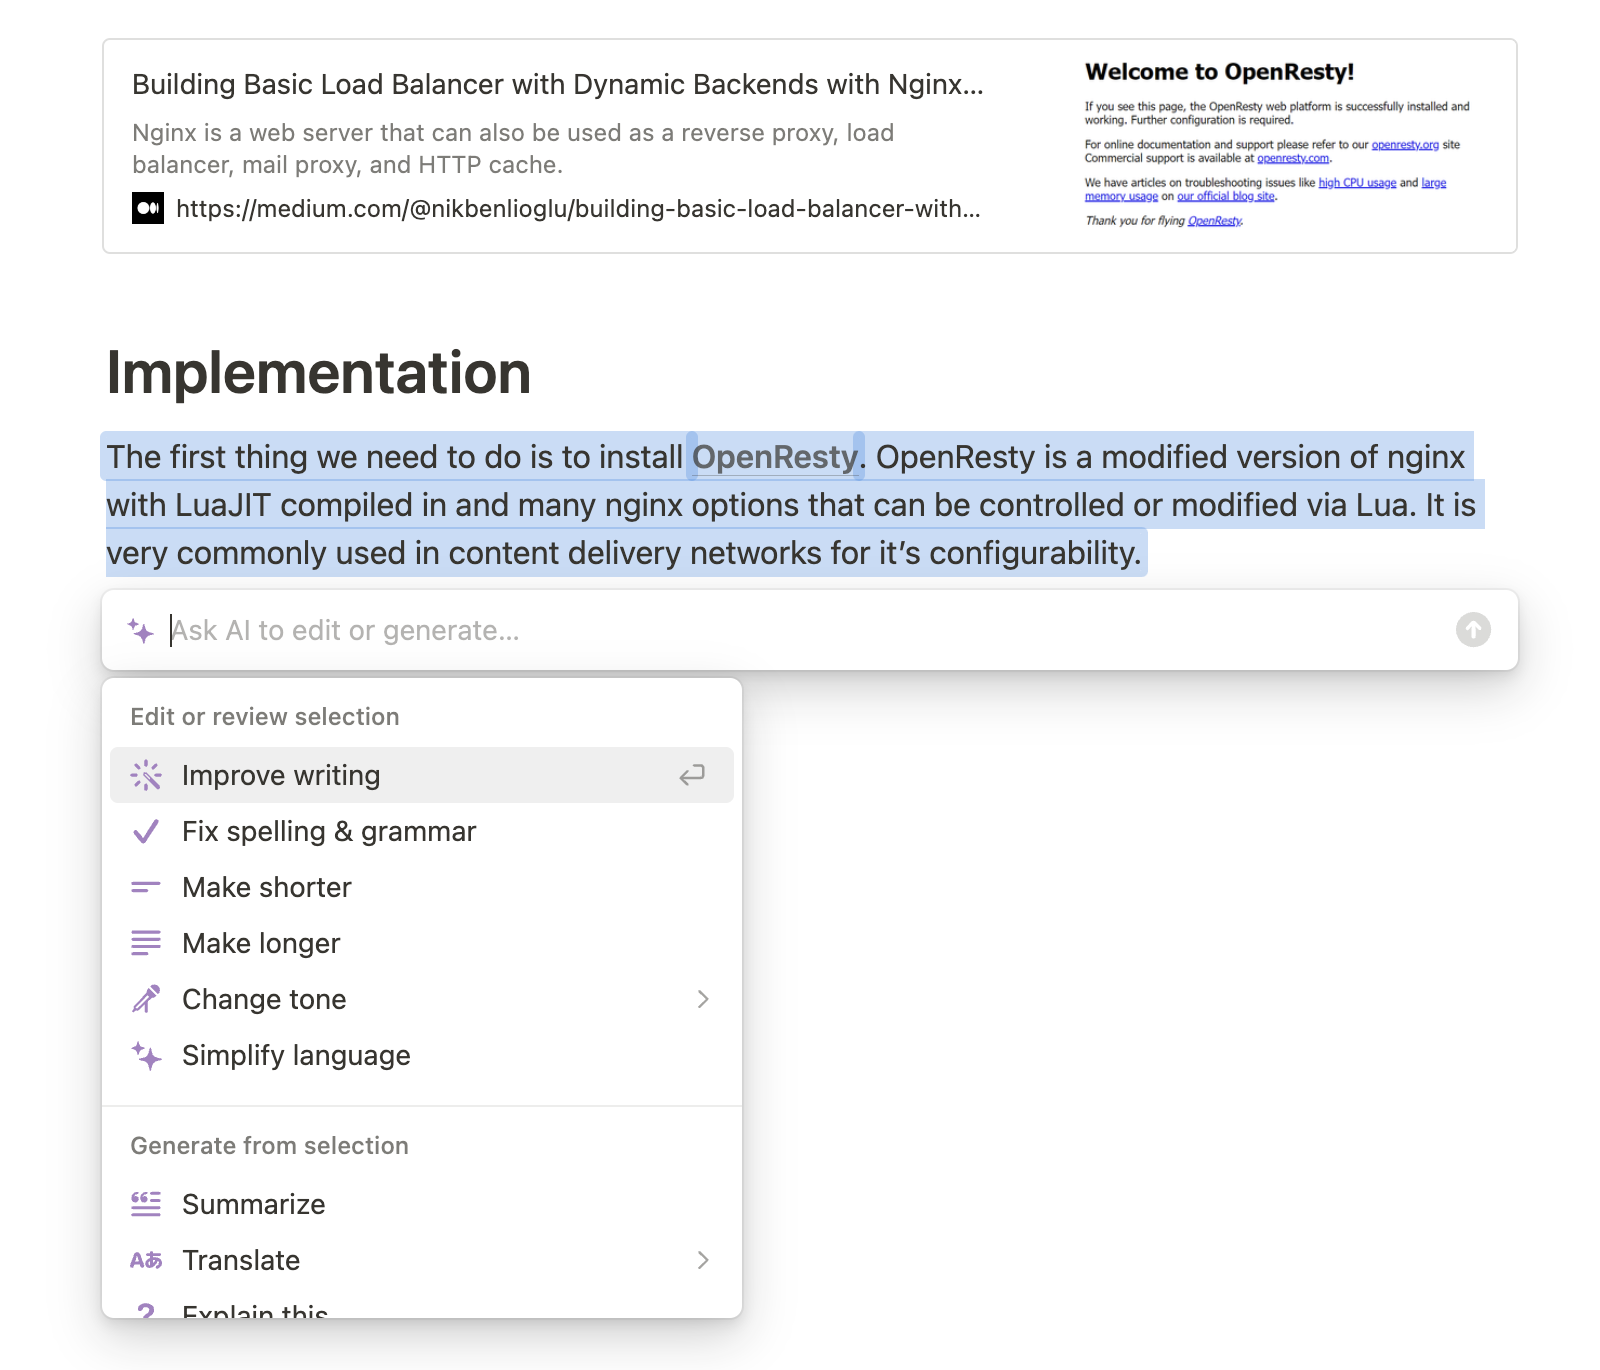 Building Basic Load Balancer with Dynamic Backends with Nginx...
Nginx is a web server that can also be used as a reverse proxy, load
balancer, mail proxy, and HTTP cache.
https://medium.com/@nikbenlioglu/building-basic-load-balancer-with...
Welcome to OpenResty!
If you see this page, the OpenResty web platform is successfully installed and
working. Further configuration is required.
For online documentation and support please refer to our openresty.org site
Commercial support is available at openresty.com.
We have articles on troubleshooting issues like high CPU usage and large
memory usage on our official blog site.
Thank you for flying OpenResty.
Implementation
The first thing we need to do is to install OpenResty. OpenResty is a modified version of nginx
with LuaJIT compiled in and many nginx options that can be controlled or modified via Lua. It is
very commonly used in content delivery networks for it’s configurability.
Ask AI to edit or generate...
Edit or review selection
Improve writing
Fix spelling & grammar
Make shorter
Make longer
Change tone
Simplify language
Generate from selection
Summarize
Aあ Translate
Explain this